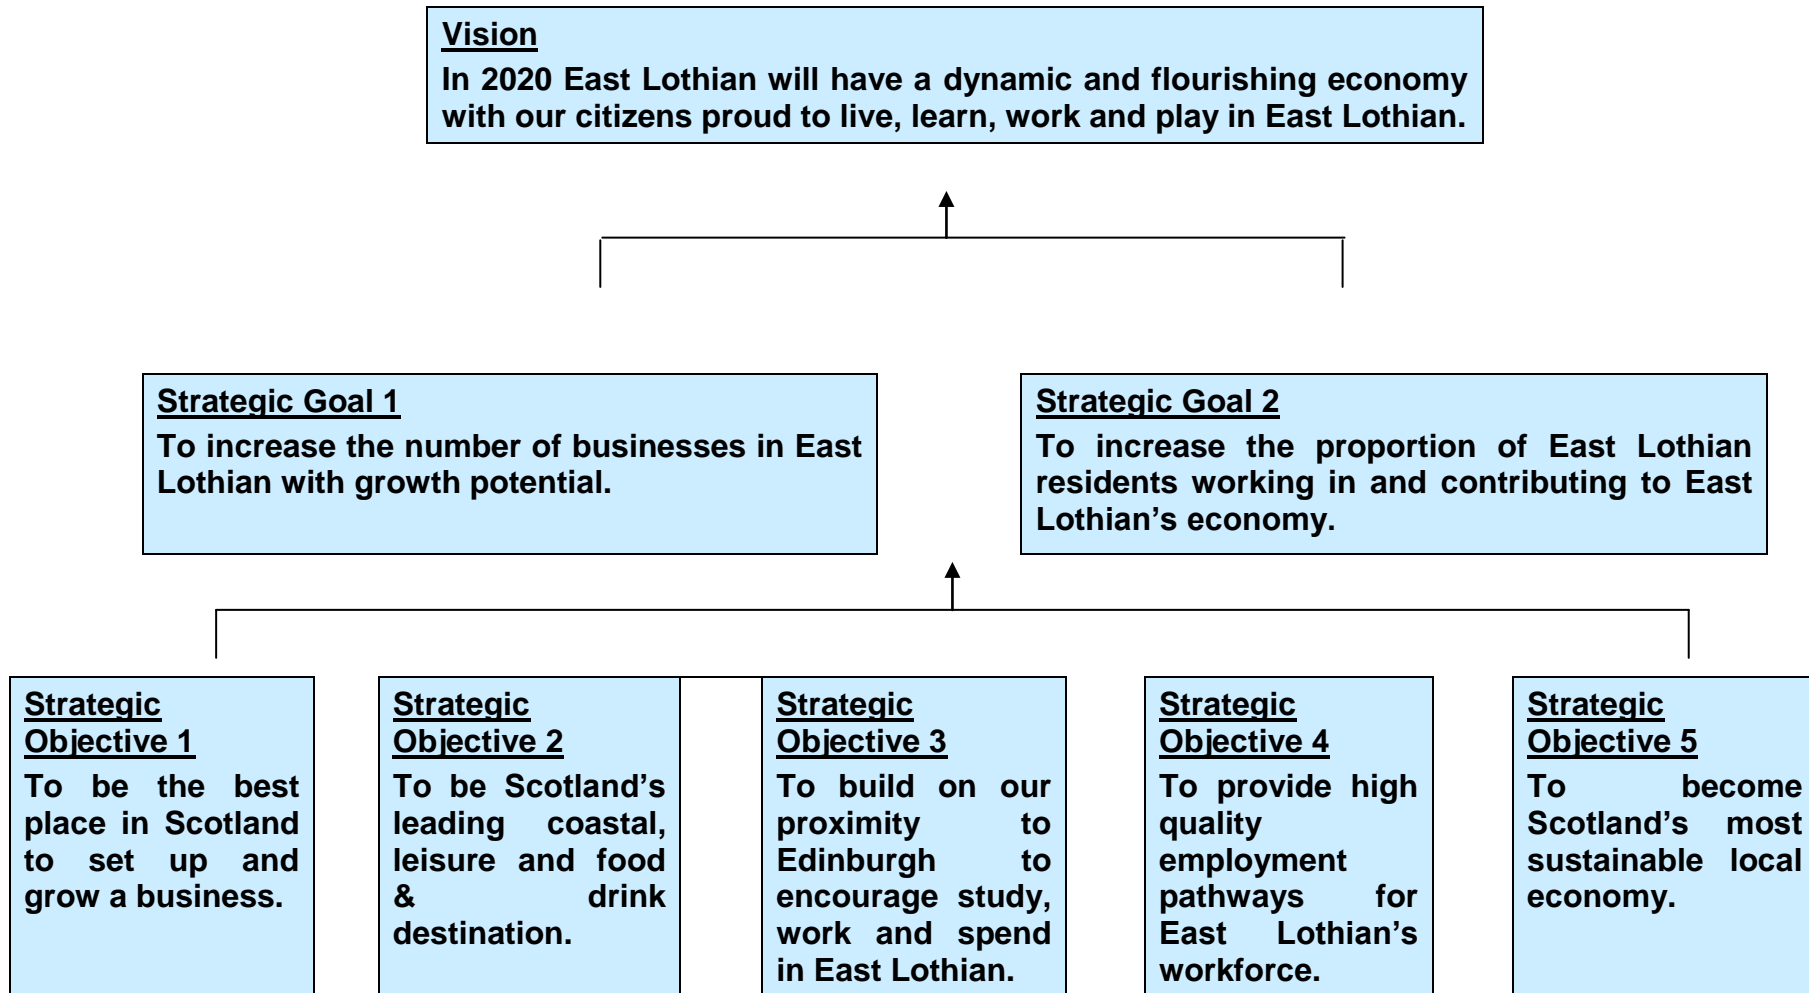 Vision
In 2020 East Lothian will have a dynamic and flourishing economy
with our citizens proud to live, learn, work and play in East Lothian.
Strategic Goal 1
To increase the number of businesses in East
Lothian with growth potential.
Strategic Goal 2
To increase the proportion of East Lothian
residents working in and contributing to East
Lothian’s economy.
Strategic
Objective 1
To be the best
place in Scotland
to set up and
grow a business.
Strategic
Objective 2
To be Scotland’s
leading coastal,
leisure and food
& drink
destination.
Strategic
Objective 3
To build on our
proximity to
Edinburgh to
encourage study,
work and spend
in East Lothian.
Strategic
Objective 4
To provide high
quality
employment
pathways for
East Lothian’s
workforce.
Strategic
Objective 5
To become
Scotland’s most
sustainable local
economy.